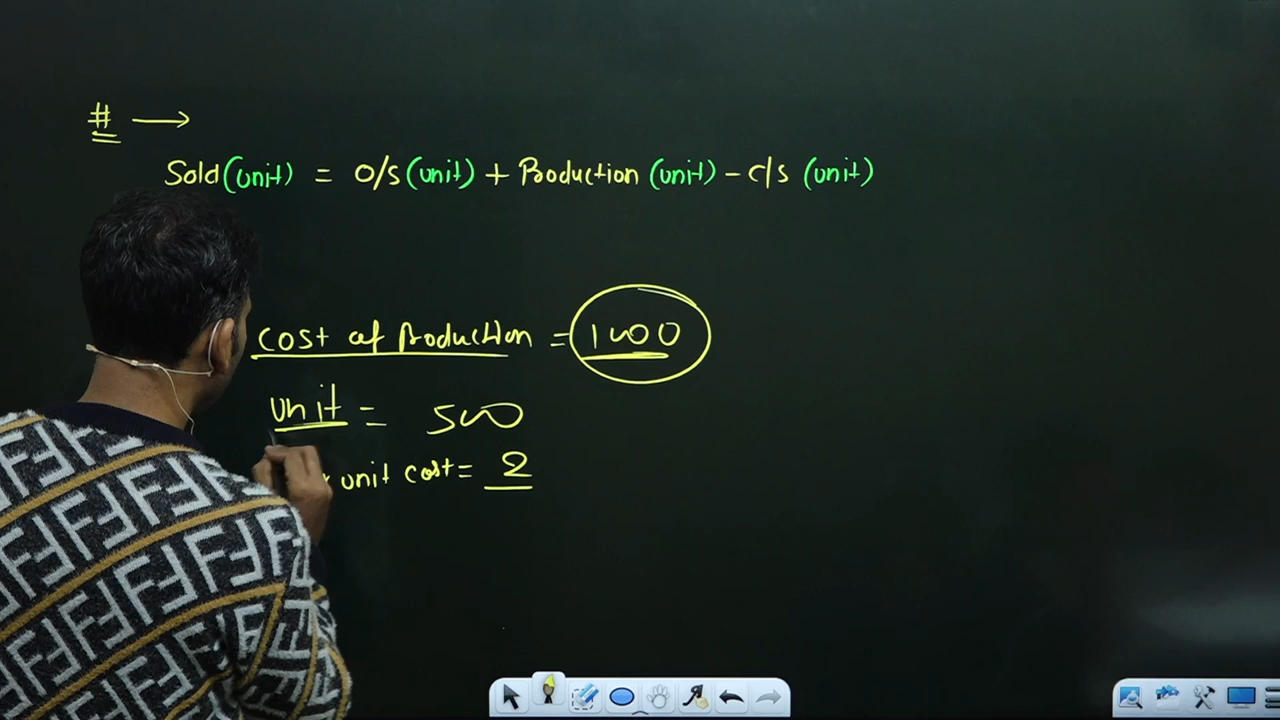 # →
Sold (unit) = O/S (unit) + Production (unit) - C/S (unit)
Cost of Production = 1000
unit = 500
unit cost = 2